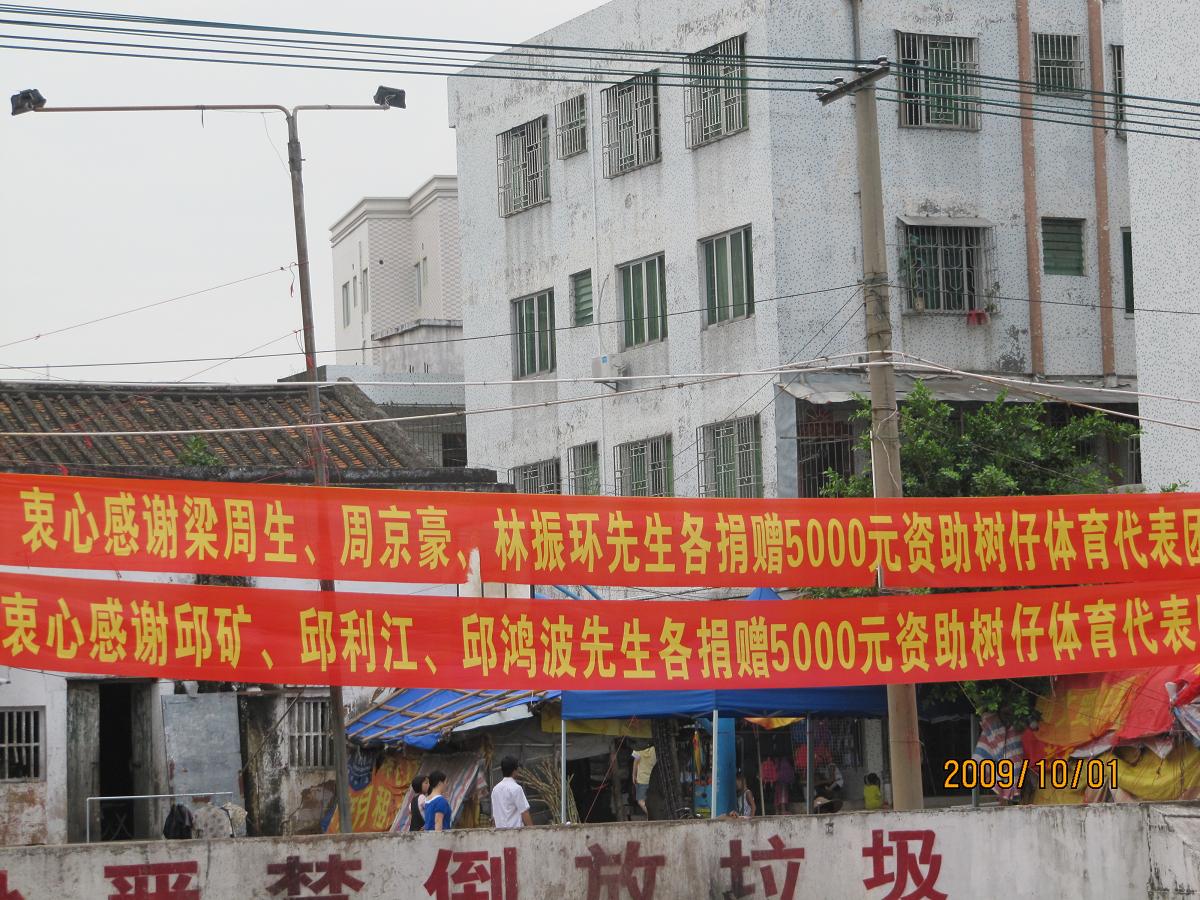 衷心感谢梁周生、周京豪、林振环先生各捐赠5000元资助树仔体育代表团
衷心感谢邱矿、邱利江、邱鸿波先生各捐赠5000元资助树仔体育代表
2009/10/01
严禁倒放垃圾